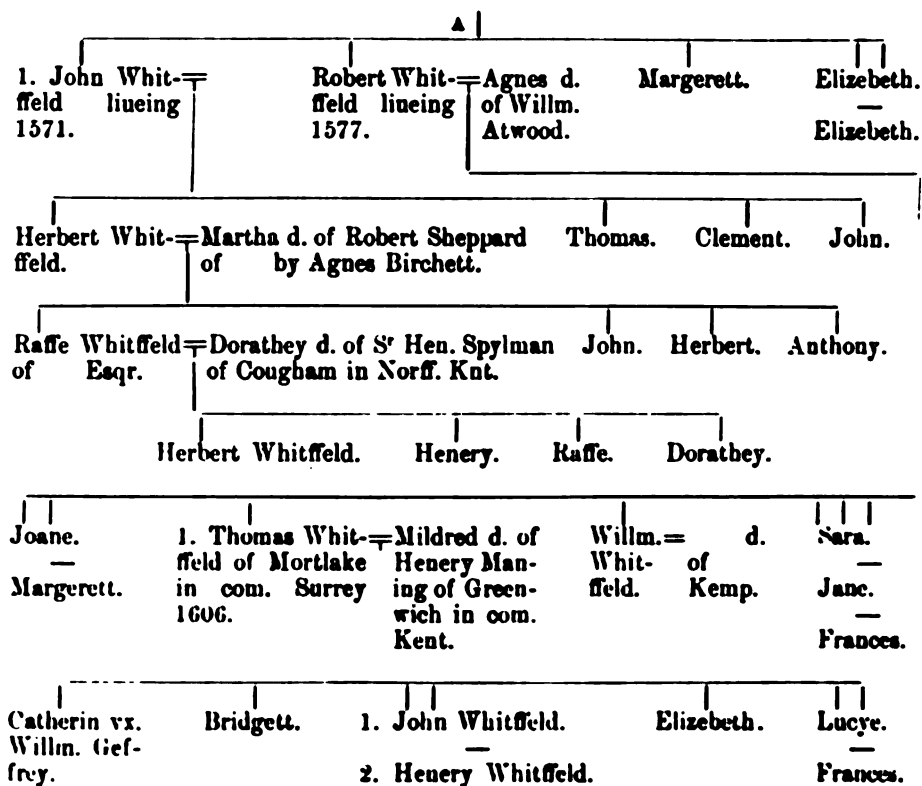 A
1. John Whit-
ffeld liueing
1571.
Robert Whit-
ffeld liueing
1577.
Agnes d.
of Willm.
Atwood.
Margerett.
Elizebeth.
—
Elizebeth.
Herbert Whit-
ffeld.
Martha d. of Robert Sheppard
of by Agnes Birchett.
Thomas.
Clement.
John.
Raffe Whitffeld
of Esqr.
Dorathey d. of Sr Hen. Spylman
of Cougham in Norff. Knt.
John.
Herbert.
Anthony.
Herbert Whitffeld.
Henery.
Raffe.
Dorathey.
Joane.
—
Margerett.
1. Thomas Whit-
ffeld of Mortlake
in com. Surrey
1606.
Mildred d. of
Henery Man-
ing of Green-
wich in com.
Kent.
Willm.
Whit-
ffeld.
d.
of
Kemp.
Sara.
—
Jane.
—
Frances.
Catherin vx.
Willm. Gef-
frey.
Bridgett.
1. John Whitffeld.
—
2. Henery Whitffeld.
Elizebeth.
Lucye.
—
Frances.